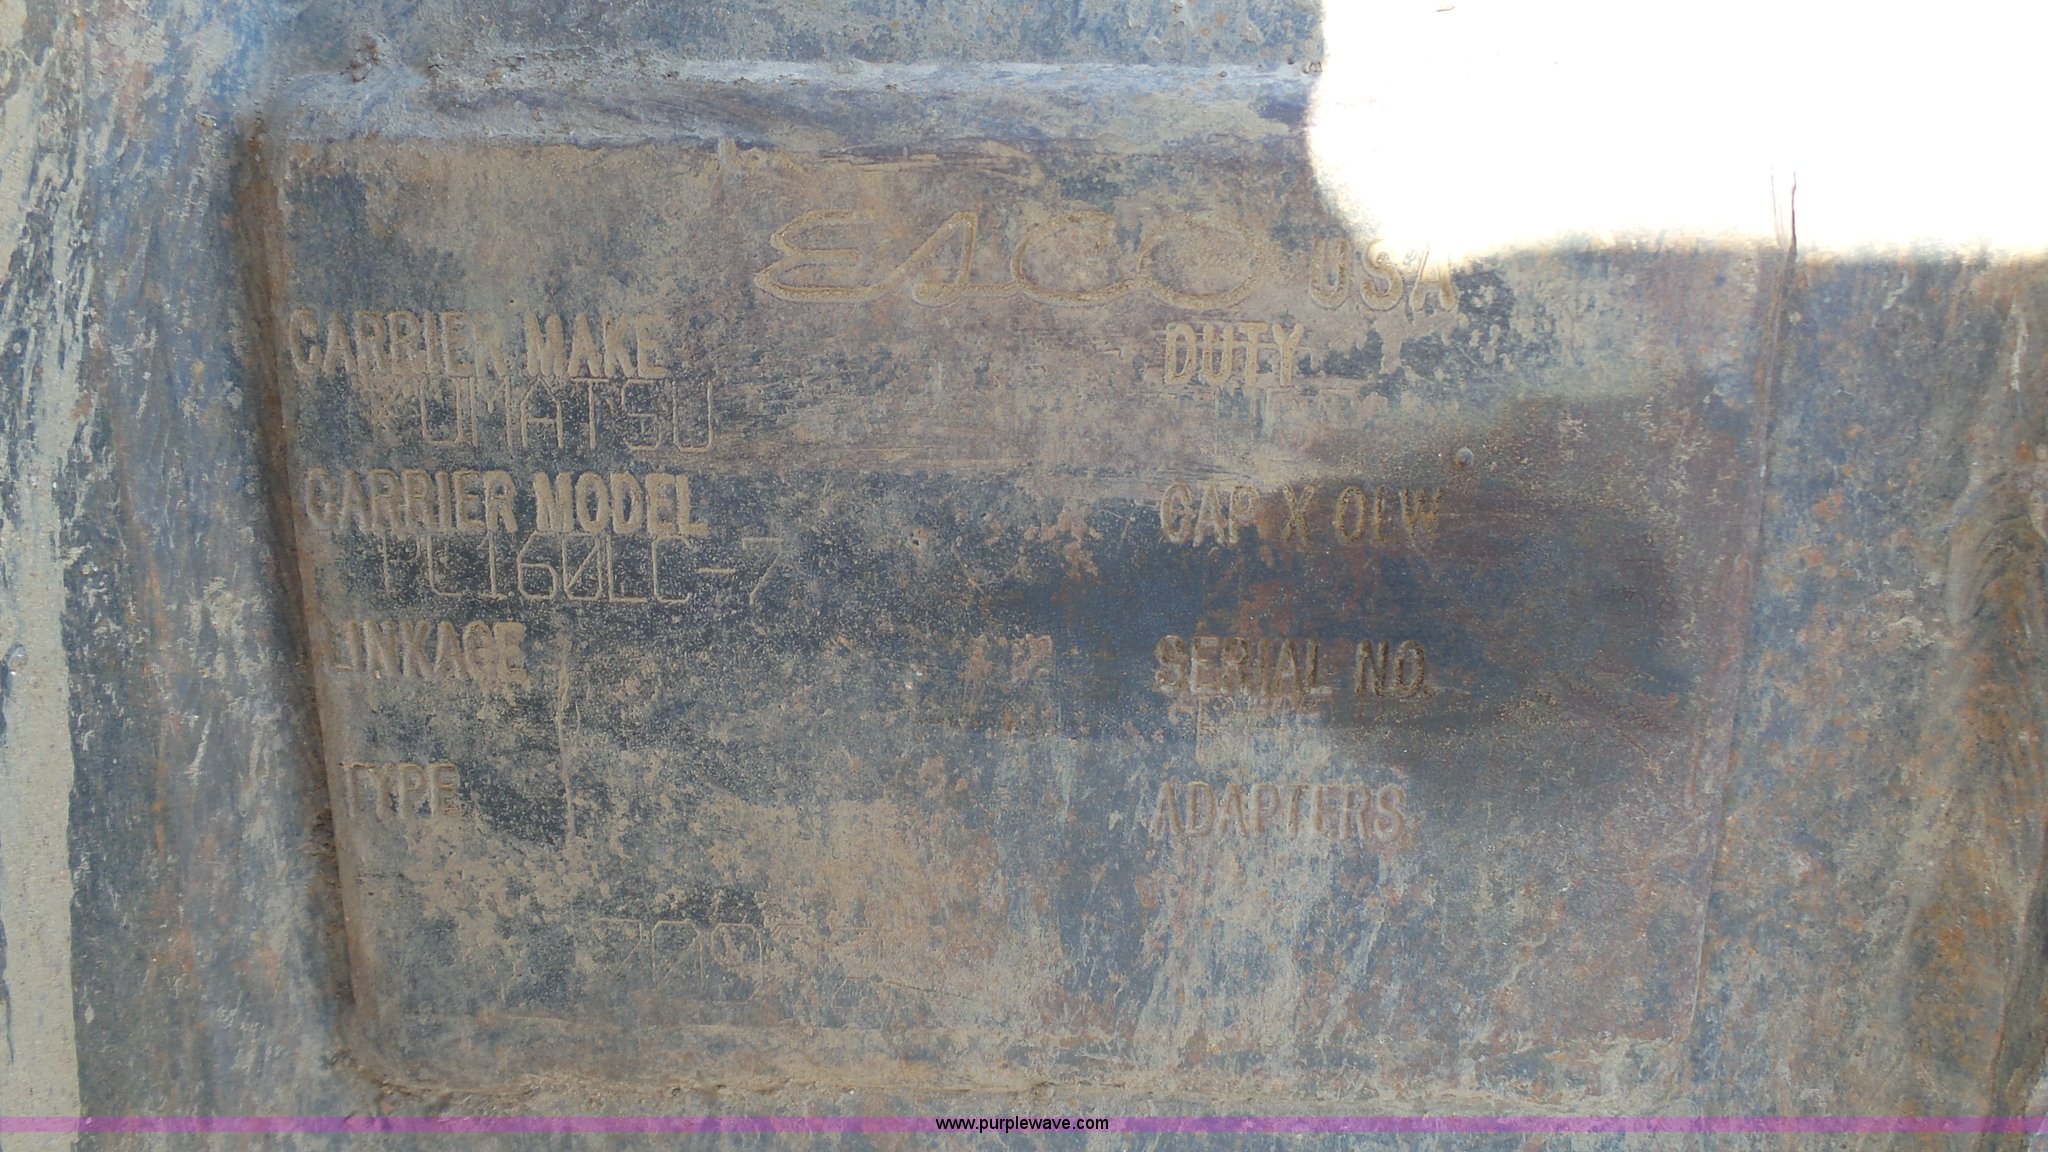 ESCO USA
CARRIER MAKE
KOMATSU
DUTY
CARRIER MODEL
PC160LC-7
CAP X OLW
LINKAGE
SERIAL NO.
TYPE
ADAPTERS
www.purplewave.com